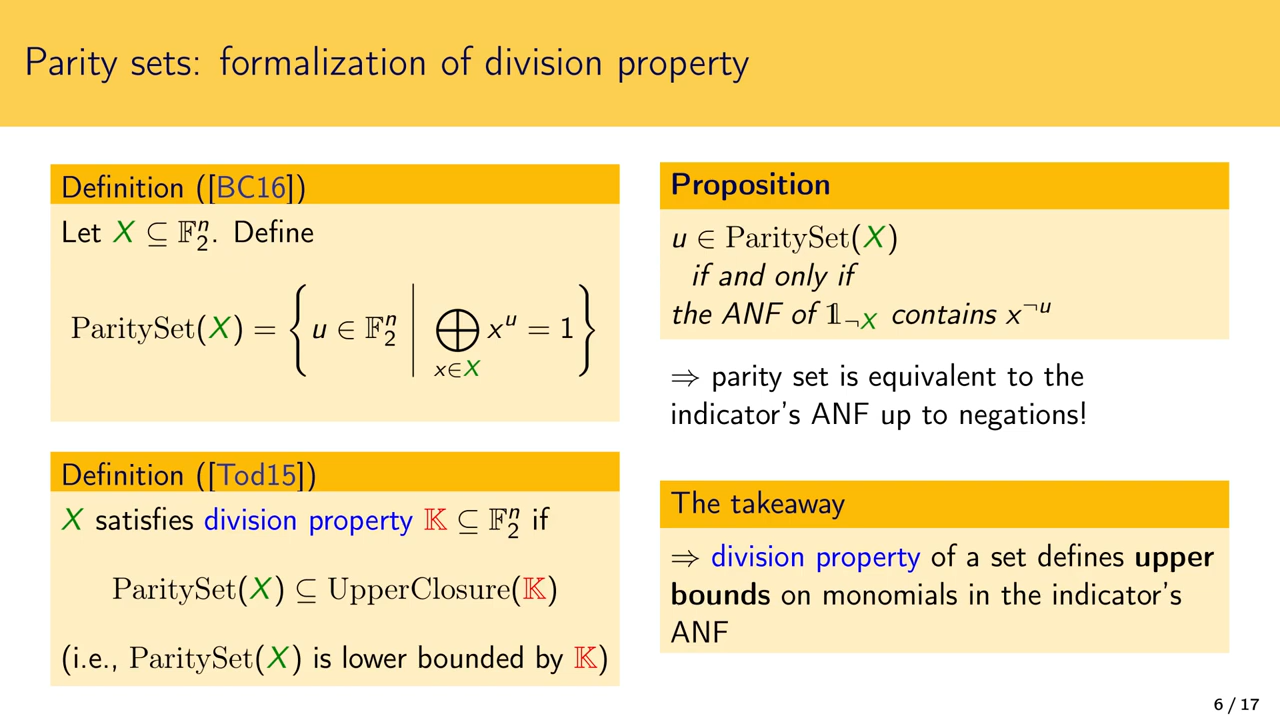 Parity sets: formalization of division property
Definition ([BC16])
Let X ⊆ 𝔽₂ⁿ. Define
ParitySet(X) = { u ∈ 𝔽₂ⁿ | ⨁_{x∈X} xᵘ = 1 }
Definition ([Tod15])
X satisfies division property 𝕂 ⊆ 𝔽₂ⁿ if
ParitySet(X) ⊆ UpperClosure(𝕂)
(i.e., ParitySet(X) is lower bounded by 𝕂)
Proposition
u ∈ ParitySet(X)
if and only if
the ANF of 𝟙_{¬X} contains x^{¬u}
⇒ parity set is equivalent to the
indicator's ANF up to negations!
The takeaway
⇒ division property of a set defines upper
bounds on monomials in the indicator's
ANF
6 / 17